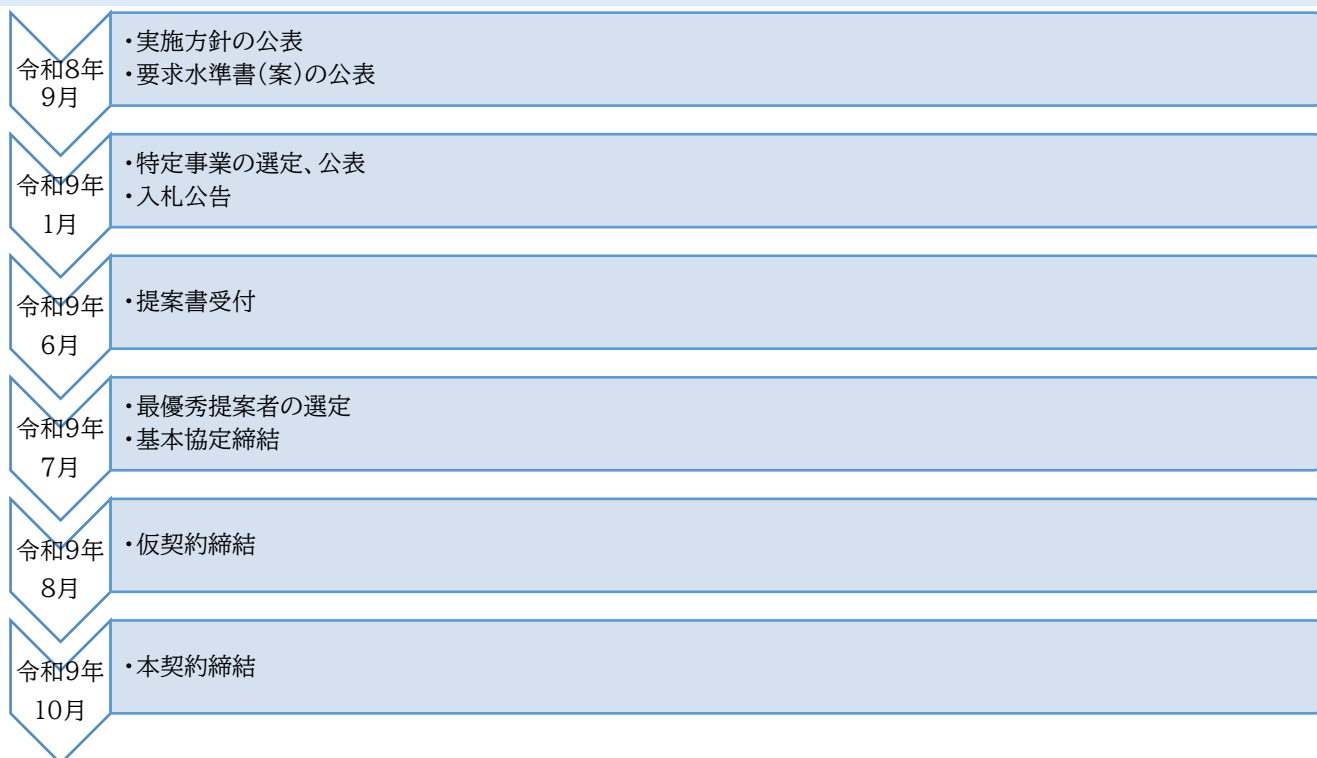 令和8年
9月
・実施方針の公表
・要求水準書(案)の公表
令和9年
1月
・特定事業の選定、公表
・入札公告
令和9年
6月
・提案書受付
令和9年
7月
・最優秀提案者の選定
・基本協定締結
令和9年
8月
・仮契約締結
令和9年
10月
・本契約締結